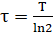 τ = T/ln2